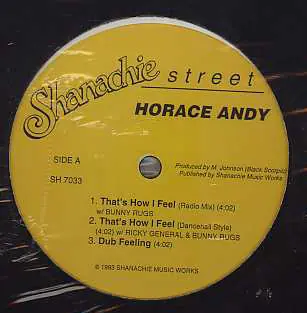 Shanachie street
HORACE ANDY
SIDE A
SH 7033
Produced by M. Johnson (Black Scorpio)
Published by Shanachie Music Works
1. That's How I Feel (Radio Mix) (4:02)
w/ BUNNY RUGS
2. That's How I Feel (Dancehall Style)
(4:02) w/ RICKY GENERAL & BUNNY RUGS
3. Dub Feeling (4:02)
© 1993 SHANACHIE MUSIC WORKS